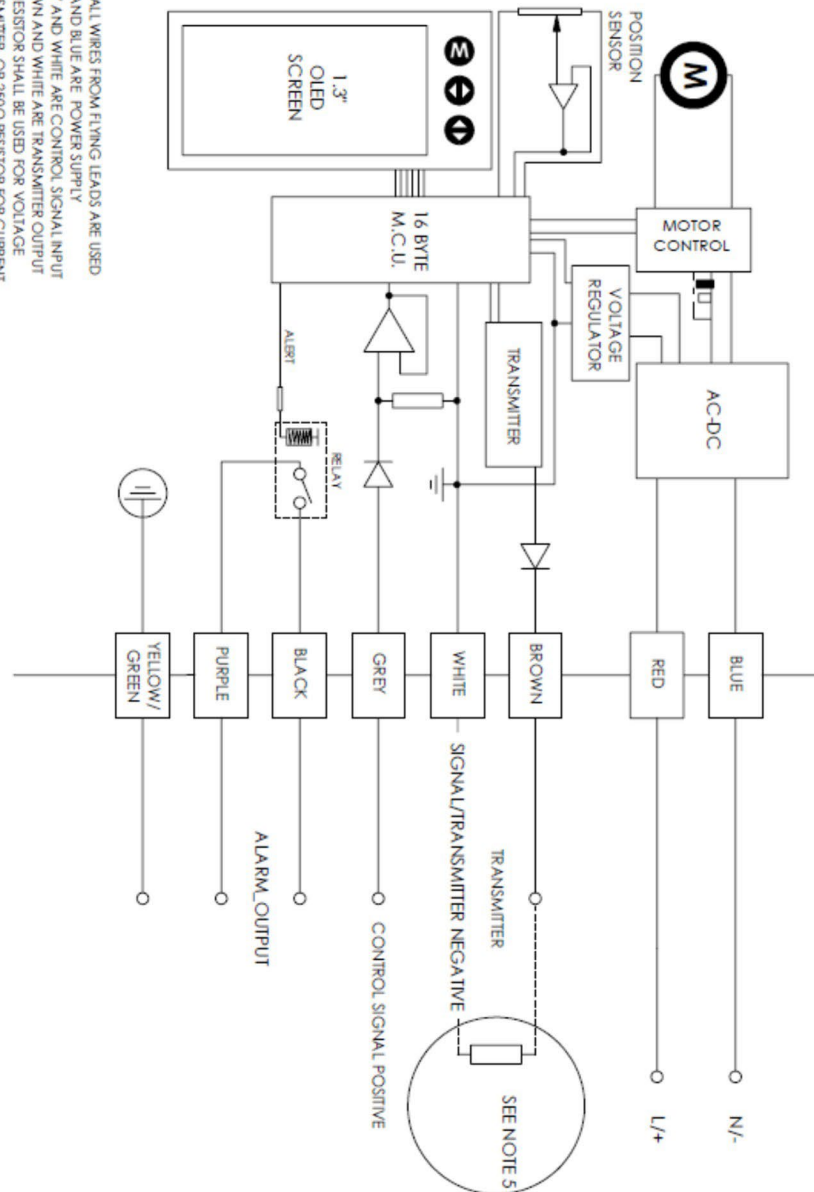 POSITION
SENSOR
M
M
1.3"
OLED
SCREEN
16 BYTE
M.C.U.
MOTOR
CONTROL
VOLTAGE
REGULATOR
TRANSMITTER
AC-DC
ALERT
RELAY
YELLOW/
GREEN
PURPLE
BLACK
GREY
WHITE
BROWN
RED
BLUE
ALARM_OUTPUT
CONTROL SIGNAL POSITIVE
SIGNAL/TRANSMITTER NEGATIVE
TRANSMITTER
SEE NOTE 5
L/+
N/-
ALL WIRES FROM FLYING LEADS ARE USED
AND BLUE ARE POWER SUPPLY
AND WHITE ARE CONTROL SIGNAL INPUT
AND WHITE ARE TRANSMITTER OUTPUT
SHALL BE USED FOR VOLTAGE